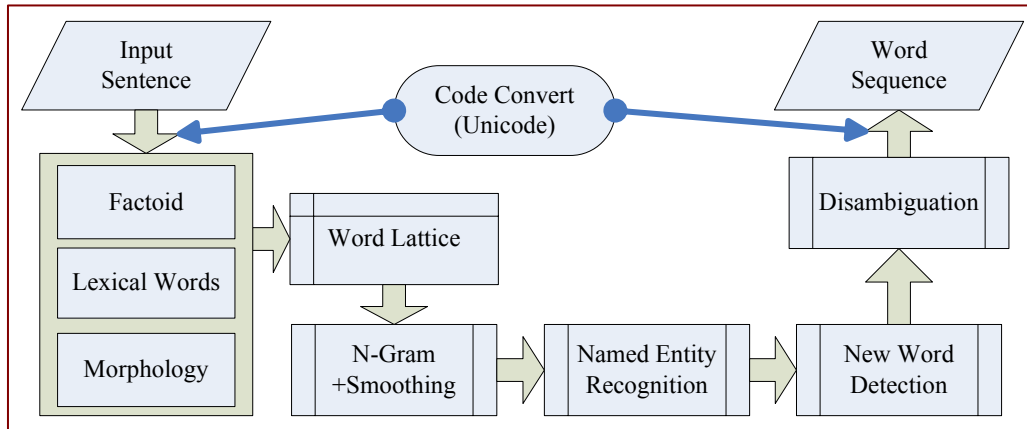 Input
Sentence
Code Convert
(Unicode)
Word
Sequence
Factoid
Lexical Words
Morphology
Word Lattice
Disambiguation
N-Gram
+Smoothing
Named Entity
Recognition
New Word
Detection